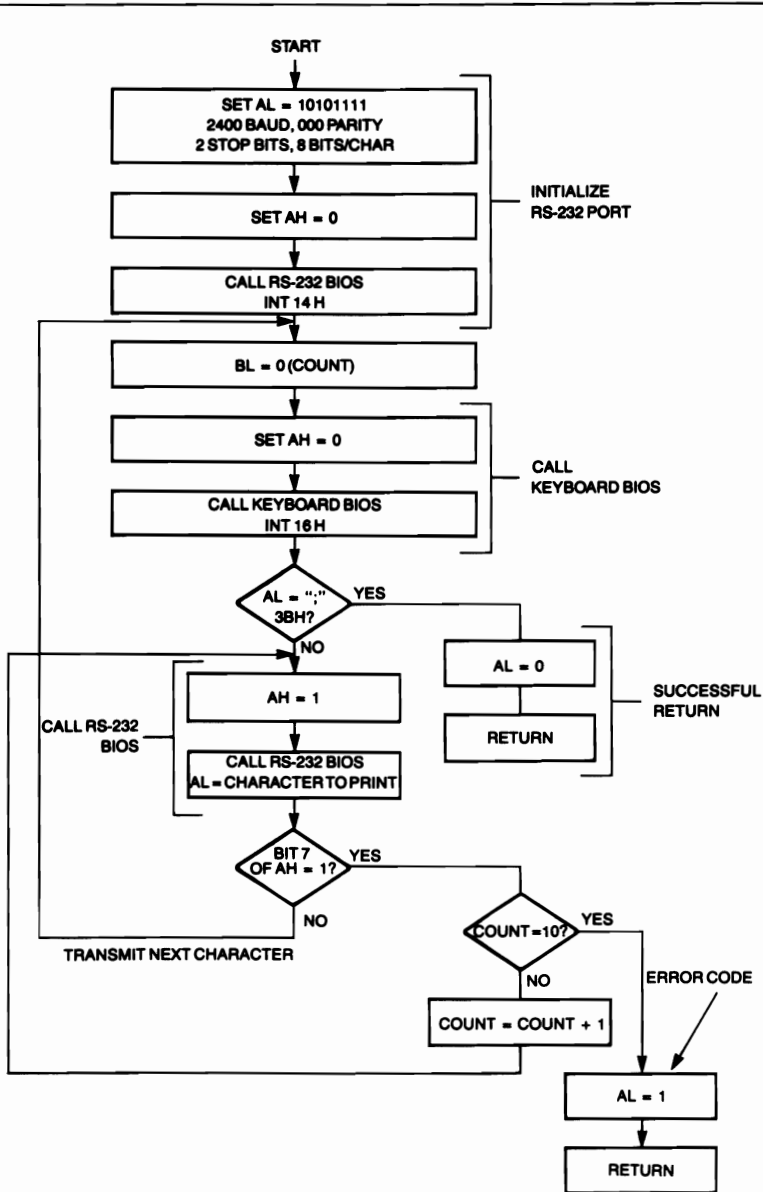 START
SET AL = 10101111
2400 BAUD, 000 PARITY
2 STOP BITS, 8 BITS/CHAR
SET AH = 0
INITIALIZE
RS-232 PORT
CALL RS-232 BIOS
INT 14 H
BL = 0 (COUNT)
SET AH = 0
CALL
KEYBOARD BIOS
CALL KEYBOARD BIOS
INT 16 H
AL = “;”
3BH?
YES
NO
AL = 0
RETURN
SUCCESSFUL
RETURN
AH = 1
CALL RS-232
BIOS
CALL RS-232 BIOS
AL = CHARACTER TO PRINT
BIT 7
OF AH = 1?
YES
NO
TRANSMIT NEXT CHARACTER
COUNT = 10?
YES
NO
COUNT = COUNT + 1
ERROR CODE
AL = 1
RETURN